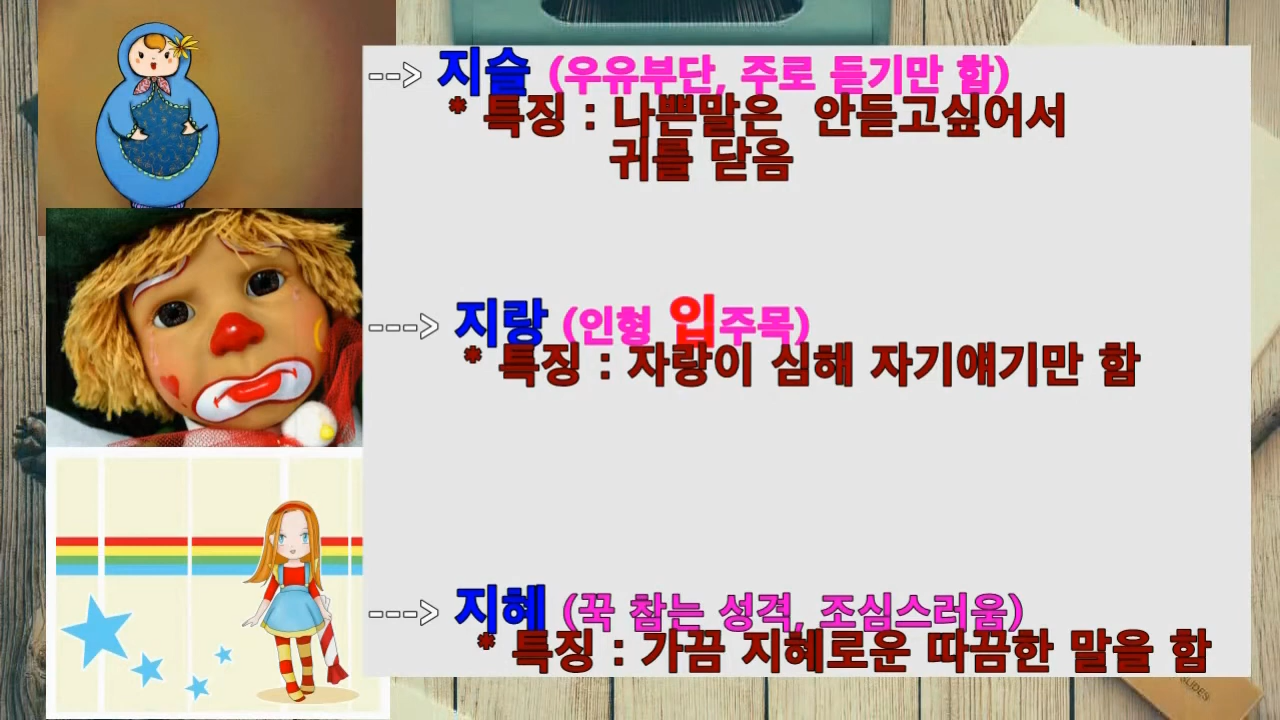 --> 지슬 (우유부단, 주로 듣기만 함)
* 특징 : 나쁜말은 안듣고싶어서
귀를 닫음
---> 지랑 (인형 입주목)
* 특징 : 자랑이 심해 자기얘기만 함
---> 지혜 (꾹 참는 성격, 조심스러움)
* 특징 : 가끔 지혜로운 따끔한 말을 함